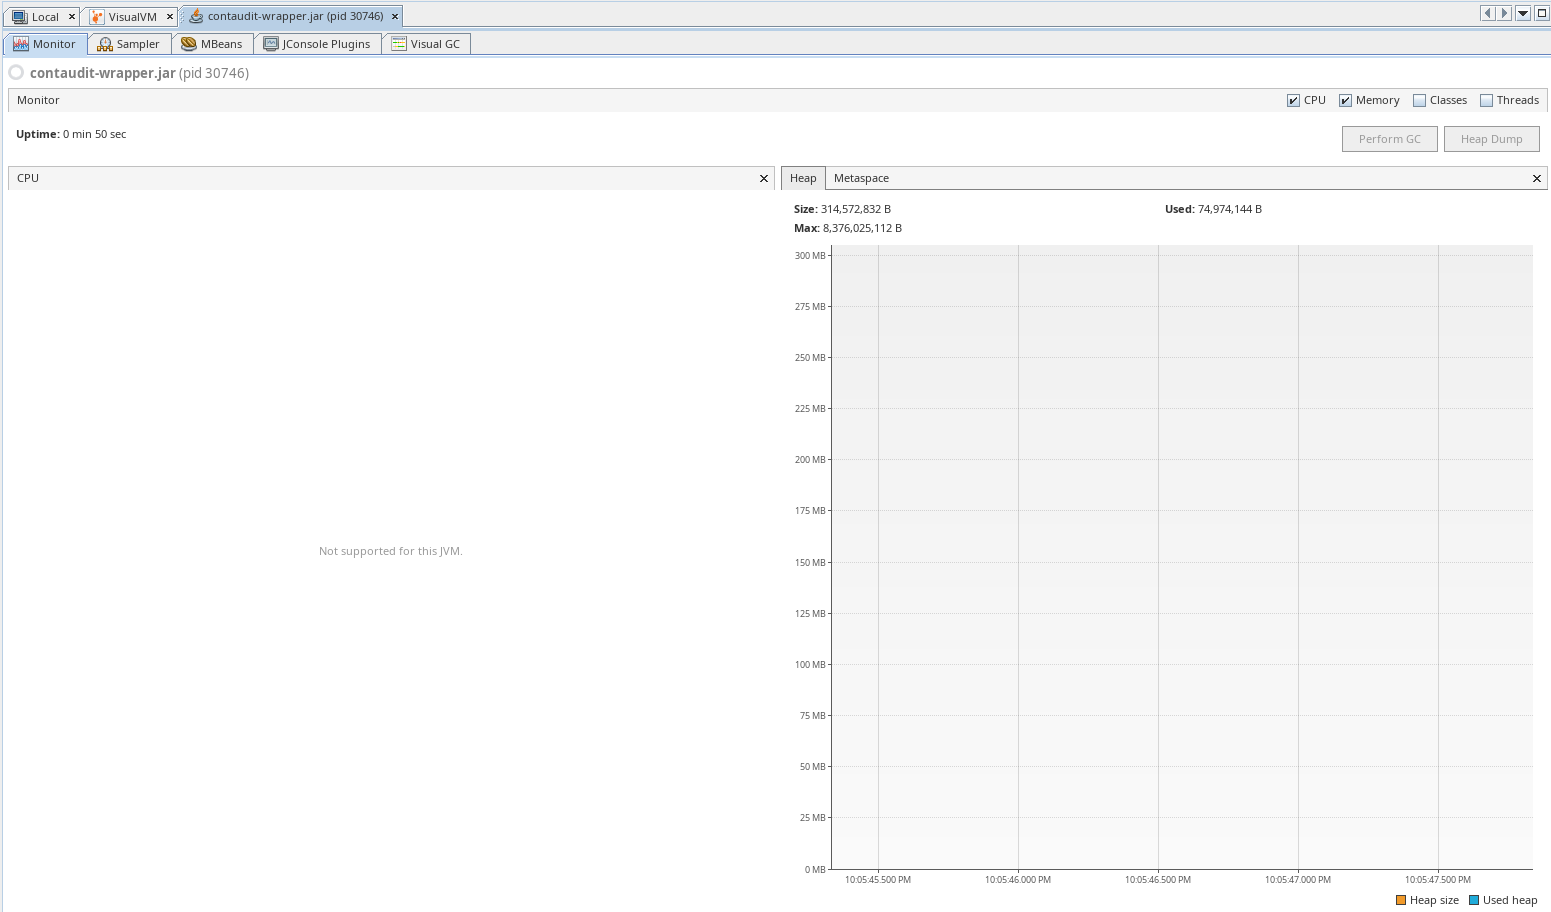 Local VisualVM contaudit-wrapper.jar (pid 30746)
Monitor Sampler MBeans JConsole Plugins Visual GC
contaudit-wrapper.jar (pid 30746)
Monitor CPU Memory Classes Threads
Uptime: 0 min 50 sec
Perform GC Heap Dump
CPU
Not supported for this JVM.
Heap Metaspace
Size: 314,572,832 B Used: 74,974,144 B
Max: 8,376,025,112 B
300 MB
275 MB
250 MB
225 MB
200 MB
175 MB
150 MB
125 MB
100 MB
75 MB
50 MB
25 MB
0 MB
10:05:45.500 PM 10:05:46.000 PM 10:05:46.500 PM 10:05:47.000 PM 10:05:47.500 PM
Heap size Used heap